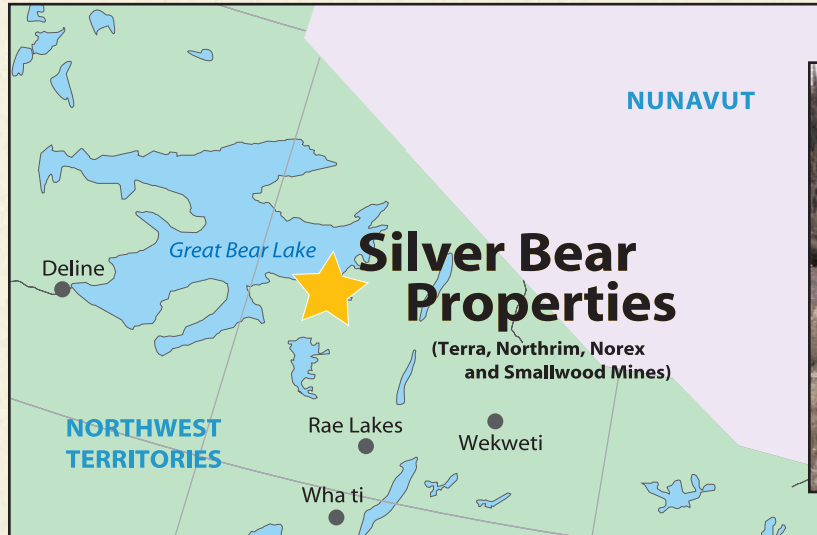 NUNAVUT
Great Bear Lake
Silver Bear
Properties
Deline
(Terra, Northrim, Norex
and Smallwood Mines)
NORTHWEST
TERRITORIES
Rae Lakes
Wekweti
Wha ti